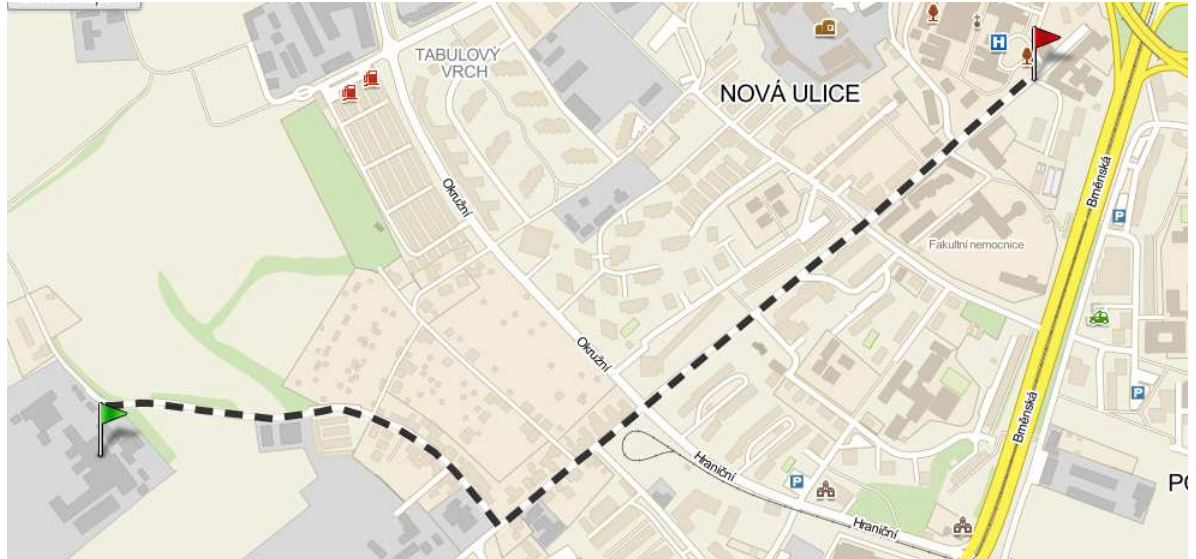 TABULOVÝ
VRCH
NOVÁ ULICE
H
Okružní
Brněnská
P
Fakultní nemocnice
Okružní
P
Brněnská
Hraniční
P
PO
Hraniční